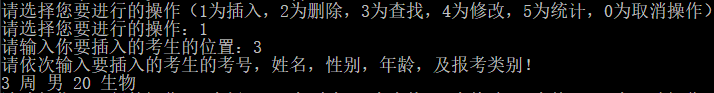 请选择您要进行的操作（1为插入，2为删除，3为查找，4为修改，5为统计，0为取消操作）
请选择您要进行的操作：1
请输入你要插入的考生的位置：3
请依次输入要插入的考生的考号，姓名，性别，年龄，及报考类别！
3 周 男 20 生物